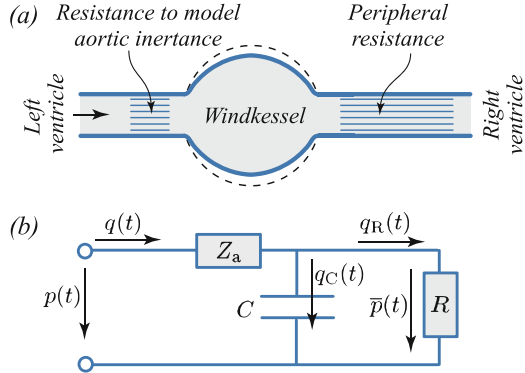 (a)
Resistance to model
aortic inertance
Peripheral
resistance
Left
ventricle
Windkessel
Right
ventricle
(b)
q(t)
Z_a
q_R(t)
p(t)
C
q_C(t)
p̅(t)
R